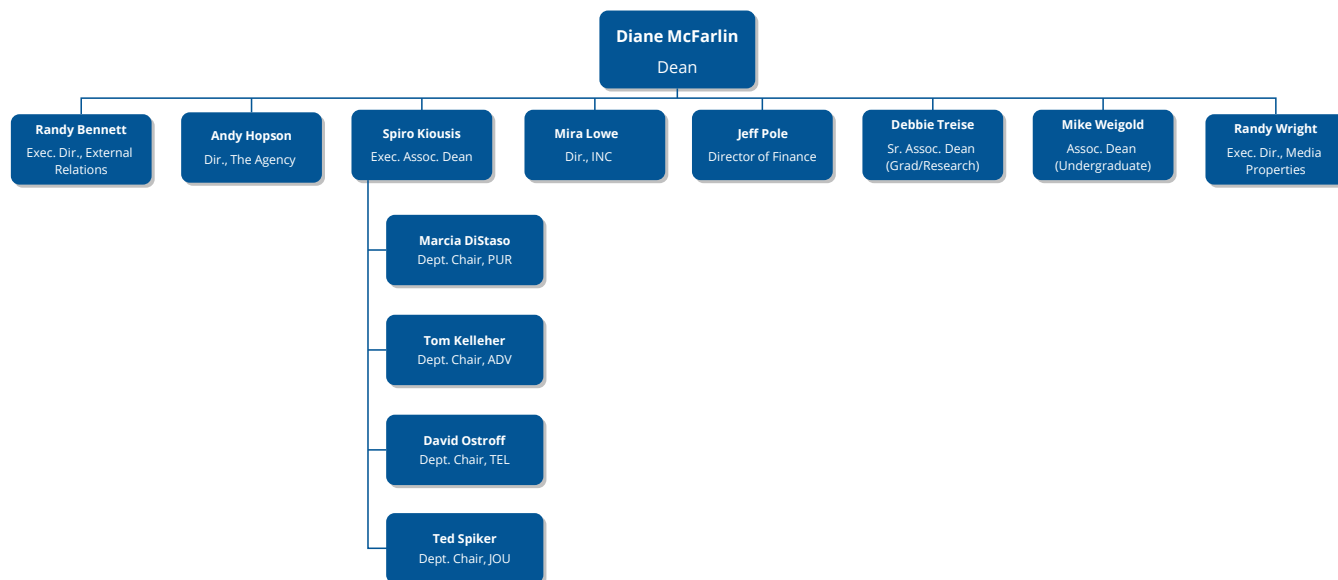 Diane McFarlin
Dean
Randy Bennett
Exec. Dir., External
Relations
Andy Hopson
Dir., The Agency
Spiro Kiousis
Exec. Assoc. Dean
Mira Lowe
Dir., INC
Jeff Pole
Director of Finance
Debbie Treise
Sr. Assoc. Dean
(Grad/Research)
Mike Weigold
Assoc. Dean
(Undergraduate)
Randy Wright
Exec. Dir., Media
Properties
Marcia DiStaso
Dept. Chair, PUR
Tom Kelleher
Dept. Chair, ADV
David Ostroff
Dept. Chair, TEL
Ted Spiker
Dept. Chair, JOU